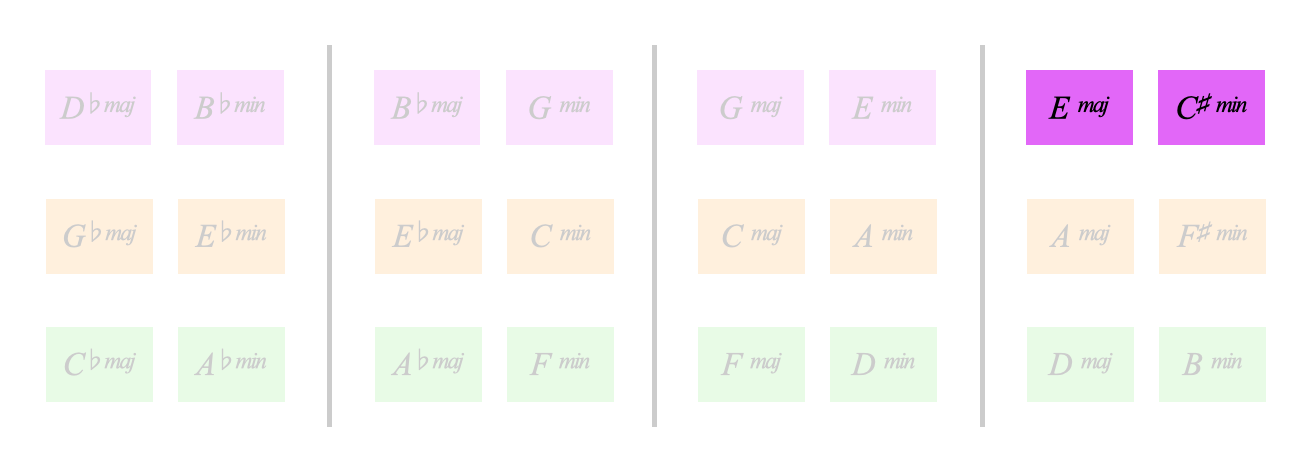 D♭ maj B♭ min B♭ maj G min G maj E min E maj C♯ min
G♭ maj E♭ min E♭ maj C min C maj A min A maj F♯ min
C♭ maj A♭ min A♭ maj F min F maj D min D maj B min